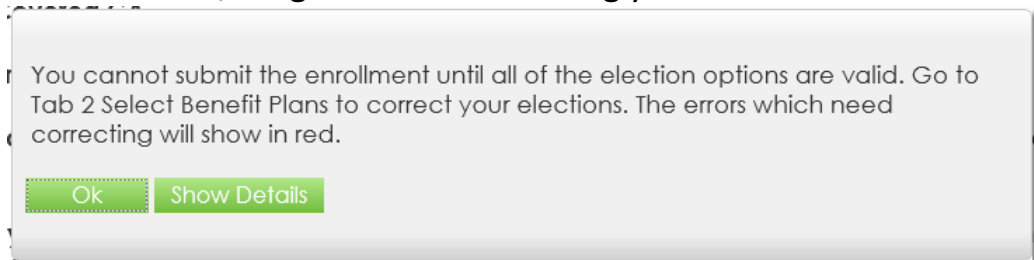 You cannot submit the enrollment until all of the election options are valid. Go to
Tab 2 Select Benefit Plans to correct your elections. The errors which need
correcting will show in red.
Ok Show Details